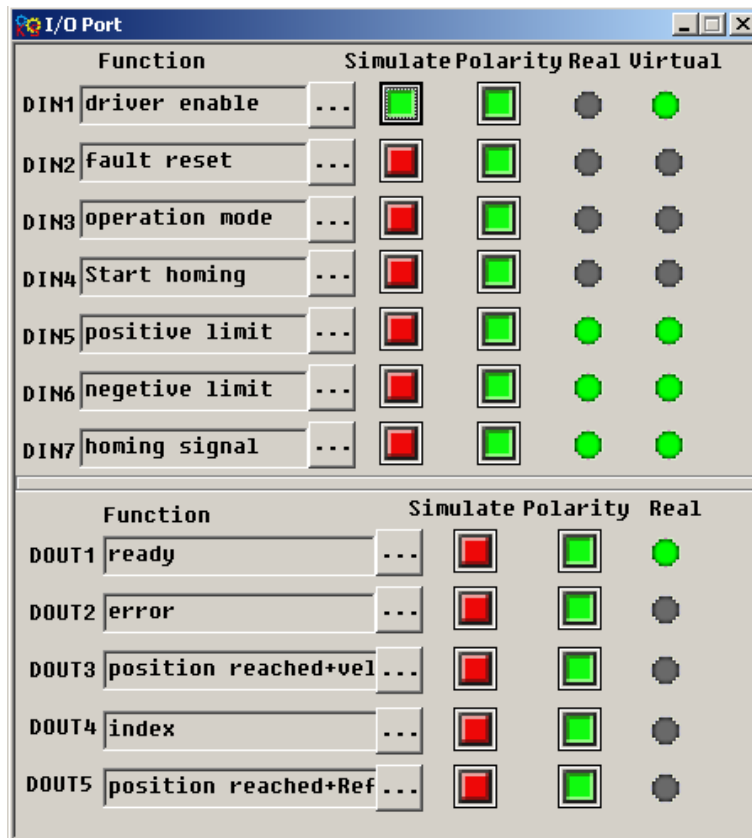 I/O Port
Function Simulate Polarity Real Virtual
DIN1 driver enable ...
DIN2 fault reset ...
DIN3 operation mode ...
DIN4 Start homing ...
DIN5 positive limit ...
DIN6 negetive limit ...
DIN7 homing signal ...
Function Simulate Polarity Real
DOUT1 ready ...
DOUT2 error ...
DOUT3 position reached+vel ...
DOUT4 index ...
DOUT5 position reached+Ref ...